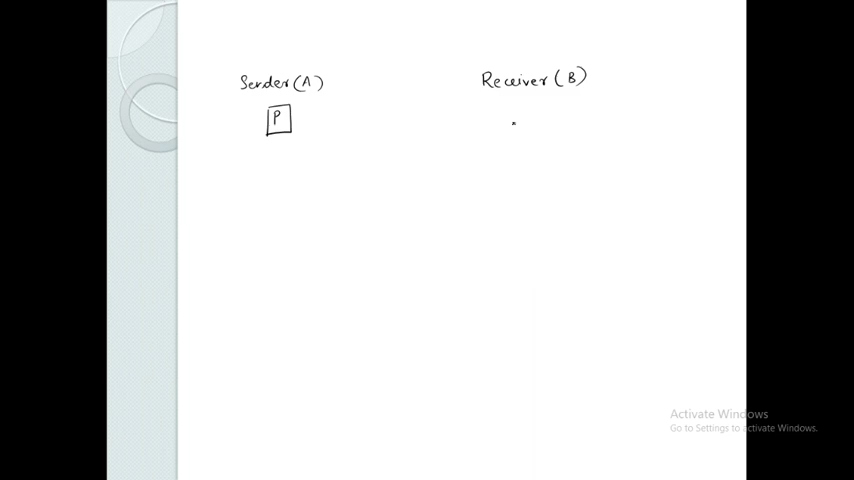 Sender(A)
Receiver(B)
P
Activate Windows
Go to Settings to activate Windows.